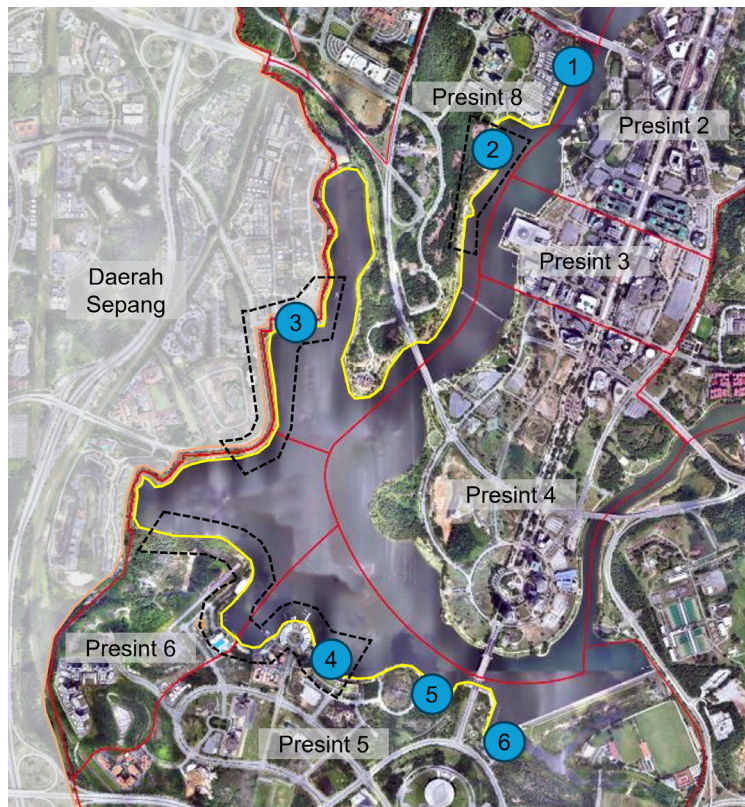 1
Presint 8
Presint 2
2
Presint 3
Daerah
Sepang
3
Presint 4
Presint 6
4
5
Presint 5
6